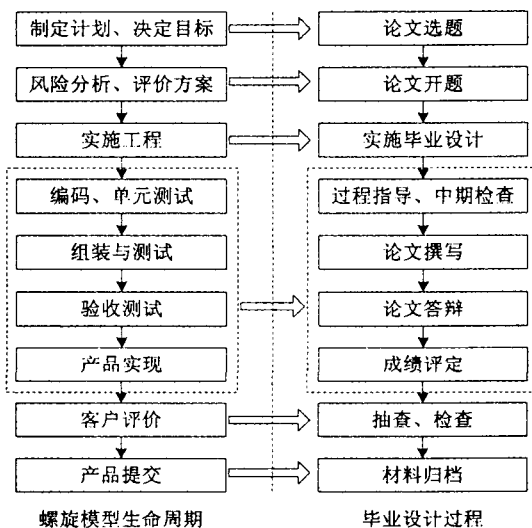 制定计划、决定目标
论文选题
风险分析、评价方案
论文开题
实施工程
实施毕业设计
编码、单元测试
过程指导、中期检查
组装与测试
论文撰写
验收测试
论文答辩
产品实现
成绩评定
客户评价
抽查、检查
产品提交
材料归档
螺旋模型生命周期
毕业设计过程